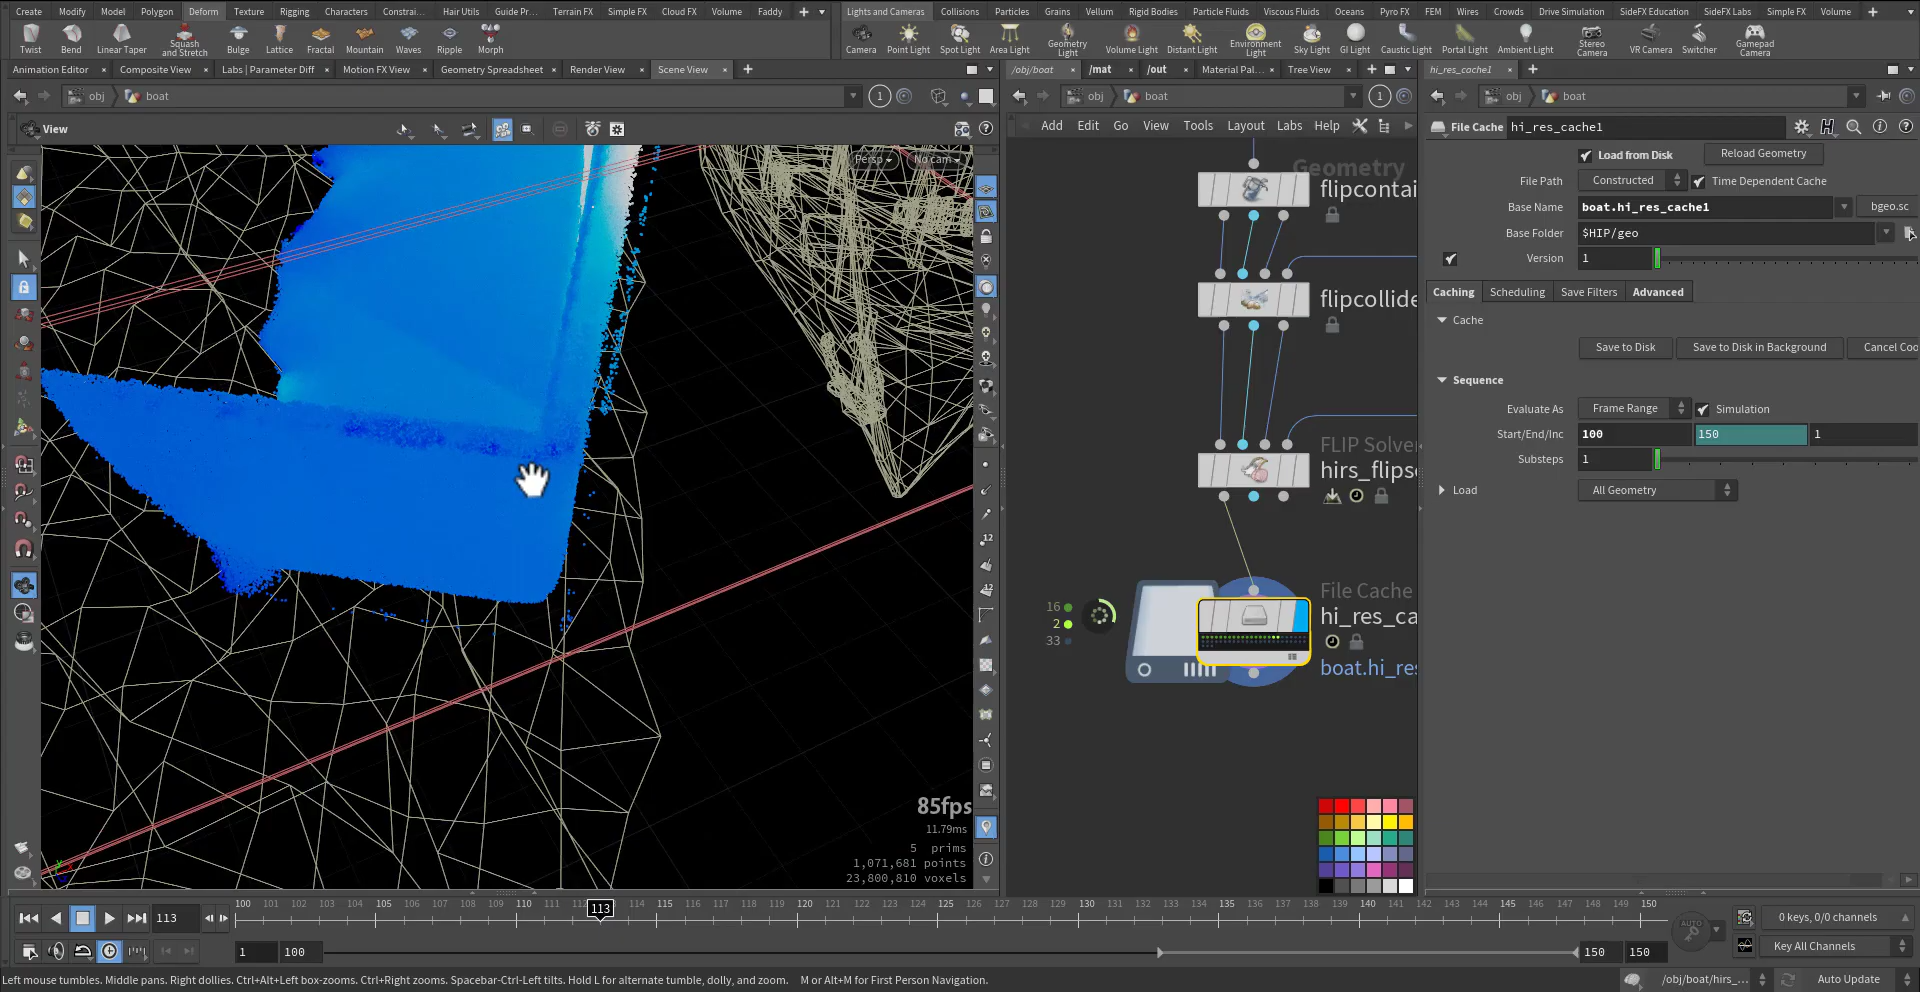 Create Modify Model Polygon Deform Texture Rigging Characters Constrai... Hair Utils Guide Pr... Terrain FX Simple FX Cloud FX Volume Faddy
Lights and Cameras Collisions Particles Grains Vellum Rigid Bodies Particle Fluids Viscous Fluids Oceans Pyro FX FEM Wires Crowds Drive Simulation SideFX Education SideFX Labs Simple FX Volume
Twist Bend Linear Taper Squash and Stretch Bulge Lattice Fractal Mountain Waves Ripple Morph
Camera Point Light Spot Light Area Light Geometry Light Volume Light Distant Light Environment Light Sky Light GI Light Caustic Light Portal Light Ambient Light Stereo Camera VR Camera Switcher Gamepad Camera
Animation Editor Composite View Labs | Parameter Diff Motion FX View Geometry Spreadsheet Render View Scene View
/obj/boat /mat /out Material Pal... Tree View
hi_res_cache1
obj boat 1
obj boat 1
obj boat
View
Persp No cam
Add Edit Go View Tools Layout Labs Help
File Cache hi_res_cache1
Load from Disk Reload Geometry
File Path Constructed Time Dependent Cache
Base Name boat.hi_res_cache1 bgeo.sc
Base Folder $HIP/geo
Version 1
Caching Scheduling Save Filters Advanced
Cache
Save to Disk Save to Disk in Background Cancel Coo
Sequence
Evaluate As Frame Range Simulation
Start/End/Inc 100 150 1
Substeps 1
Load All Geometry
Geometry
flipcontai
flipcollide
FLIP Solve
hirs_flips
File Cache
hi_res_ca
boat.hi_res
16
2
33
85fps
11.79ms
5 prims
1,071,681 points
23,800,810 voxels
12
12
100 101 102 103 104 105 106 107 108 109 110 111 112 113 114 115 116 117 118 119 120 121 122 123 124 125 126 127 128 129 130 131 132 133 134 135 136 137 138 139 140 141 142 143 144 145 146 147 148 149 150
113
AUTO
0 keys, 0/0 channels
1 100 150 150
Key All Channels
Left mouse tumbles. Middle pans. Right dollies. Ctrl+Alt+Left box-zooms. Ctrl+Right zooms. Spacebar-Ctrl-Left tilts. Hold L for alternate tumble, dolly, and zoom. M or Alt+M for First Person Navigation.
/obj/boat/hirs_... Auto Update